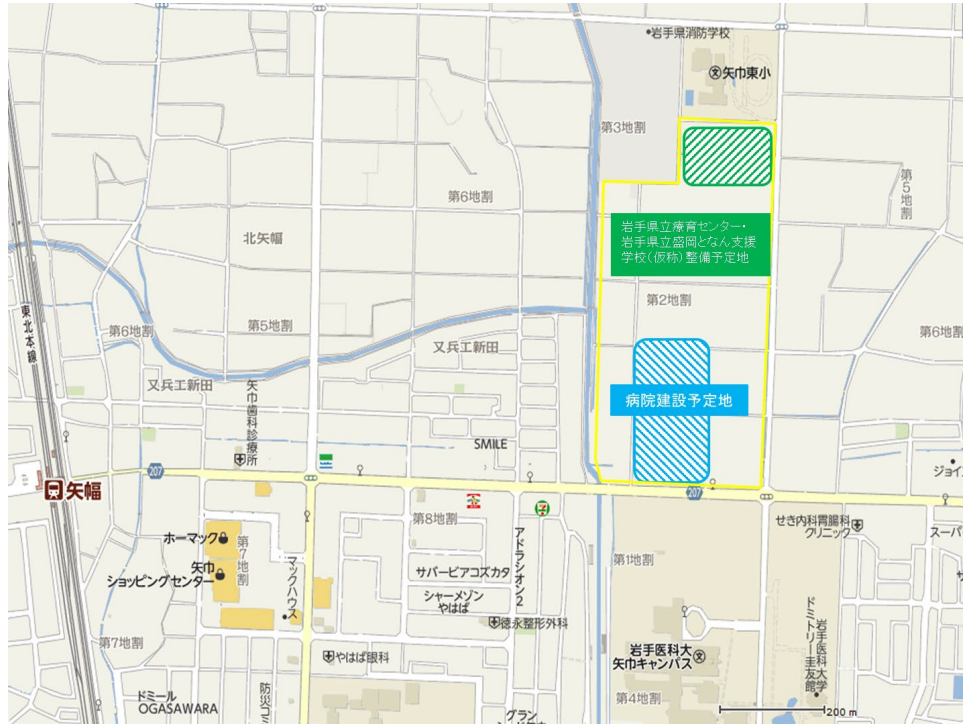 岩手県消防学校
矢巾東小
第3地割
第5地割
第6地割
北矢幅
岩手県立療育センター・
岩手県立盛岡となん支援
学校(仮称)整備予定地
第2地割
東北本線
第6地割
第5地割
又兵エ新田
第6地割
又兵エ新田
矢巾歯科診療所
病院建設予定地
SMILE
207
207
矢幅
ジョイ
第8地割
せき内科胃腸科
クリニック
スーパー
ホーマック
第7地割
矢巾
ショッピングセンター
マックハウス
アドラシオン2
サバービアコズカタ
シャーメゾン
やはば
徳永整形外科
第1地割
ドミトリー圭友館
岩手医科大学
第7地割
やはば眼科
岩手医科大
矢巾キャンパス
ドミール
OGASAWARA
防災コミ
グラン
第4地割
200 m